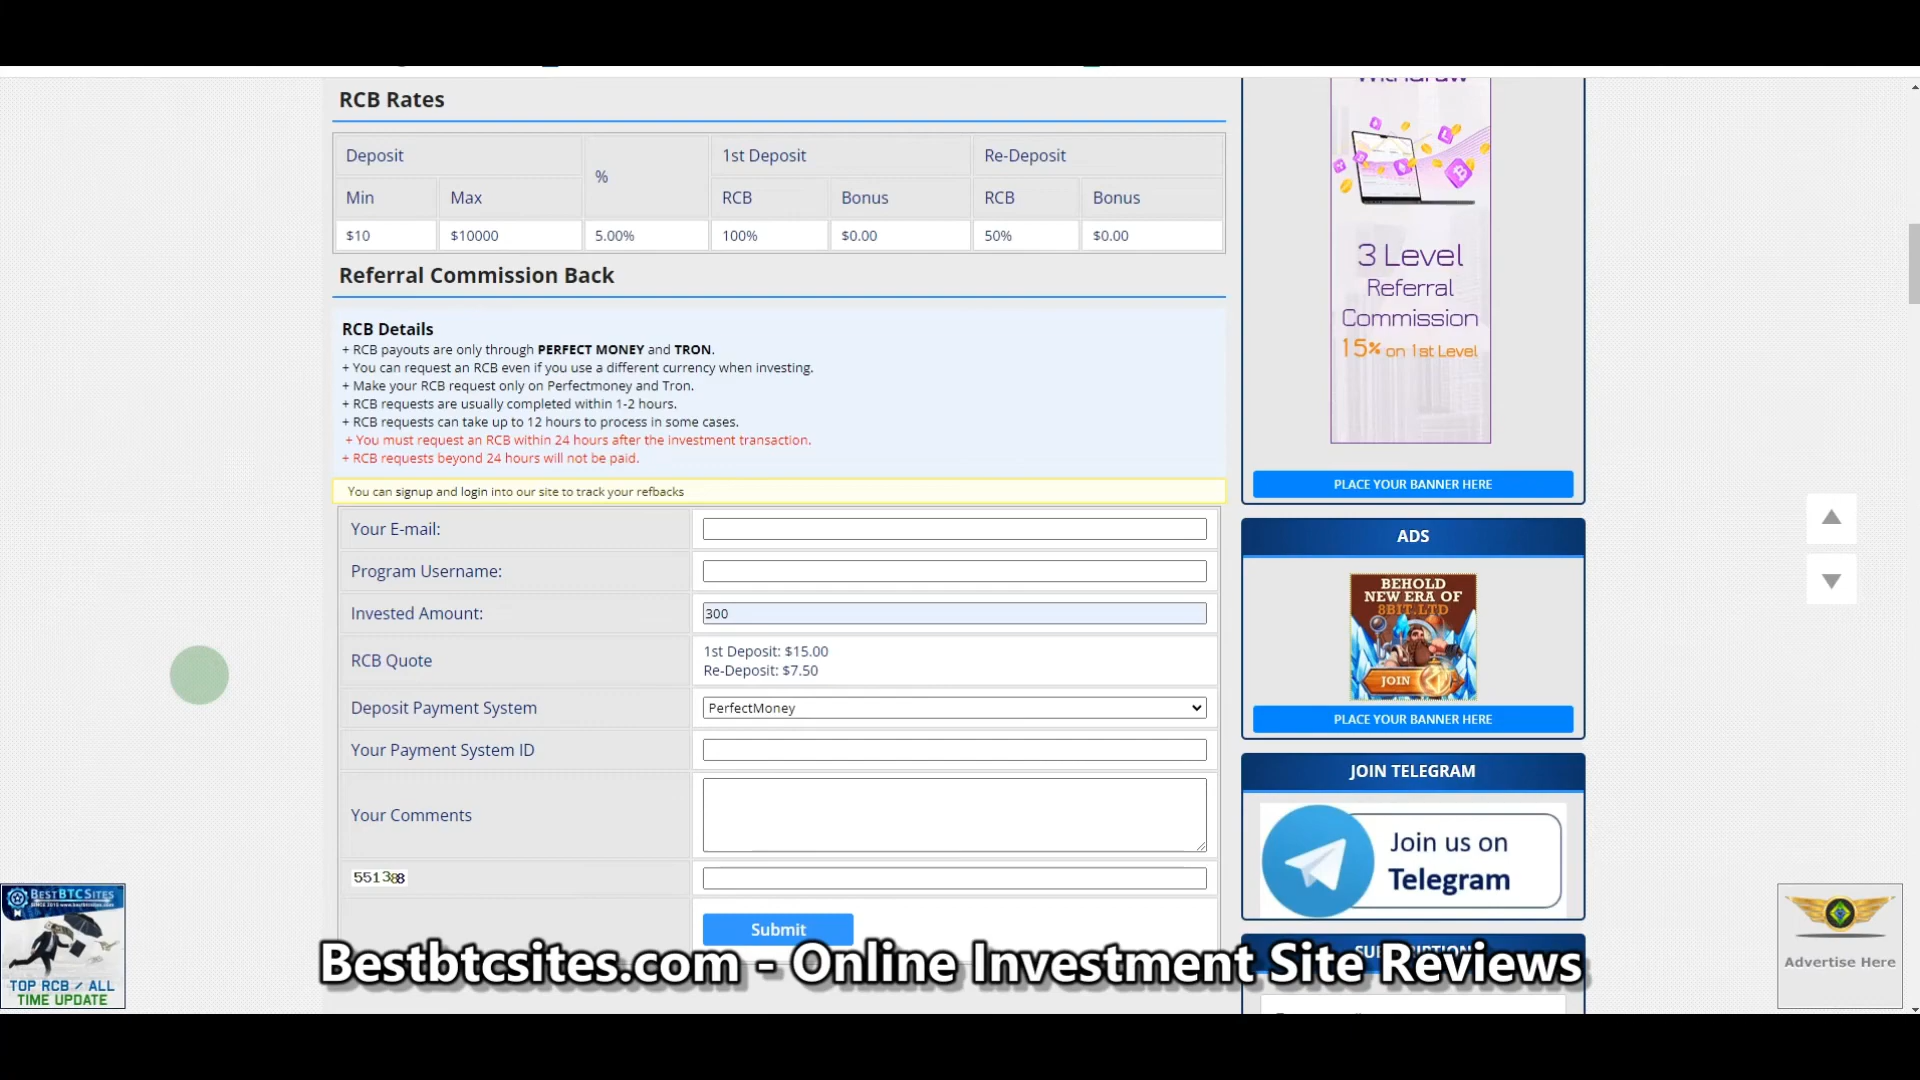 RCB Rates
Deposit
%
1st Deposit
Re-Deposit
Min
Max
RCB
Bonus
RCB
Bonus
$10
$10000
5.00%
100%
$0.00
50%
$0.00
Referral Commission Back
RCB Details
+ RCB payouts are only through PERFECT MONEY and TRON.
+ You can request an RCB even if you use a different currency when investing.
+ Make your RCB request only on Perfectmoney and Tron.
+ RCB requests are usually completed within 1-2 hours.
+ RCB requests can take up to 12 hours to process in some cases.
+ You must request an RCB within 24 hours after the investment transaction.
+ RCB requests beyond 24 hours will not be paid.
You can signup and login into our site to track your refbacks
Your E-mail:
Program Username:
Invested Amount:
300
RCB Quote
1st Deposit: $15.00
Re-Deposit: $7.50
Deposit Payment System
PerfectMoney
Your Payment System ID
Your Comments
551388
Submit
Withdraw
3 Level
Referral
Commission
15% on 1st Level
PLACE YOUR BANNER HERE
ADS
BEHOLD
NEW ERA OF
8BIT.LTD
JOIN
PLACE YOUR BANNER HERE
JOIN TELEGRAM
Join us on
Telegram
SUBSCRIPTION
BESTBTCSITES
TOP RCB / ALL
TIME UPDATE
Advertise Here
Bestbtcsites.com - Online Investment Site Reviews